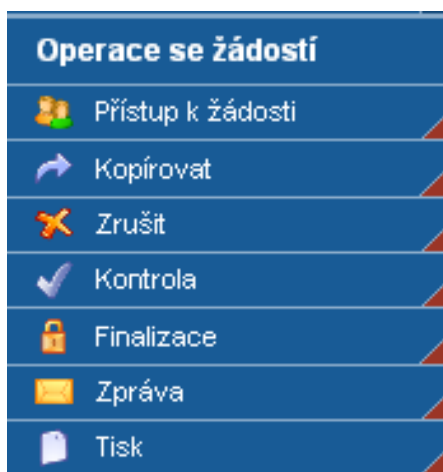 Operace se žádostí
Přístup k žádosti
Kopírovat
Zrušit
Kontrola
Finalizace
Zpráva
Tisk